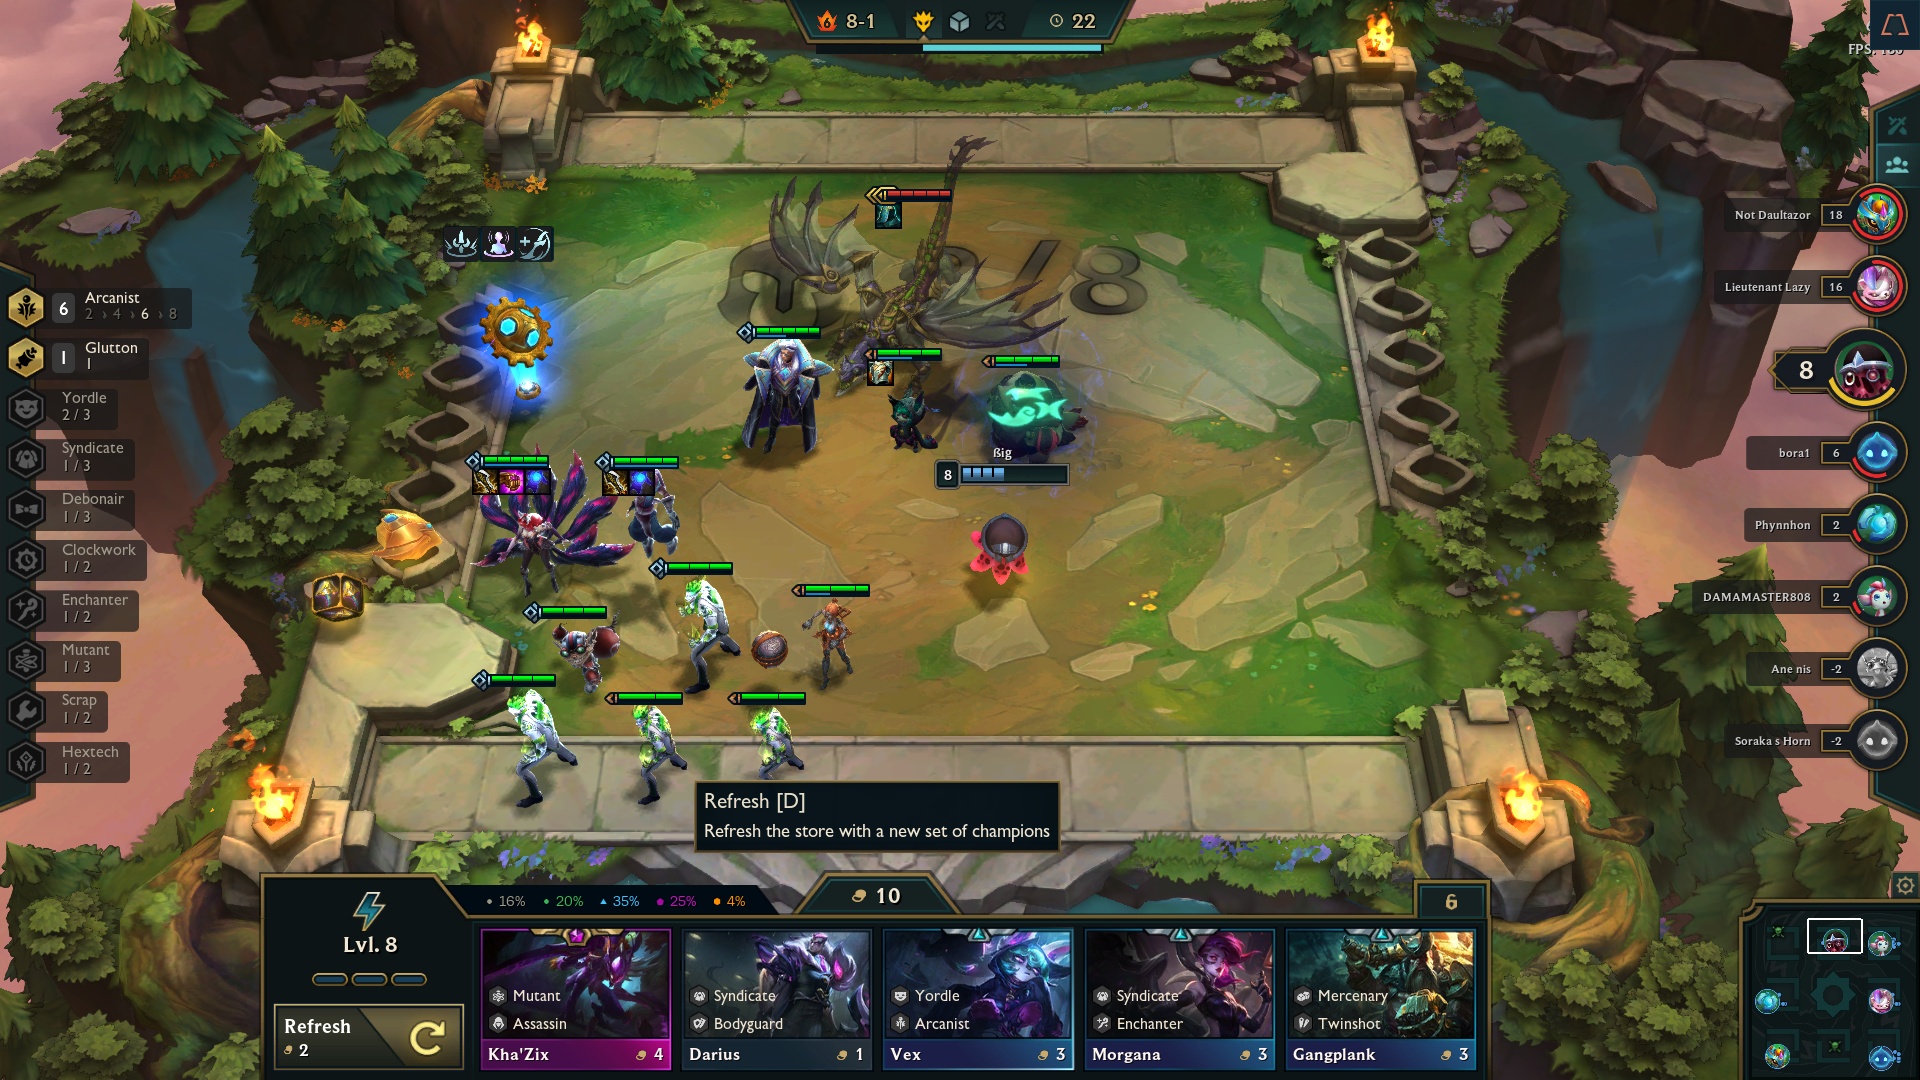 8-1
22
FPS:
6
Arcanist
2 › 4 › 6 › 8
1
Glutton
1
Yordle
2 / 3
Syndicate
1 / 3
Debonair
1 / 3
Clockwork
1 / 2
Enchanter
1 / 2
Mutant
1 / 3
Scrap
1 / 2
Hextech
1 / 2
/8
ßig
8
Not Daultazor
18
Lieutenant Lazy
16
8
bora1
6
Phynnhon
2
DAMAMASTER808
2
Ane nis
-2
Soraka s Horn
-2
Refresh [D]
Refresh the store with a new set of champions
16%
20%
35%
25%
4%
10
6
Lvl. 8
Refresh
2
Mutant
Assassin
Kha'Zix
4
Syndicate
Bodyguard
Darius
1
Yordle
Arcanist
Vex
3
Syndicate
Enchanter
Morgana
3
Mercenary
Twinshot
Gangplank
3